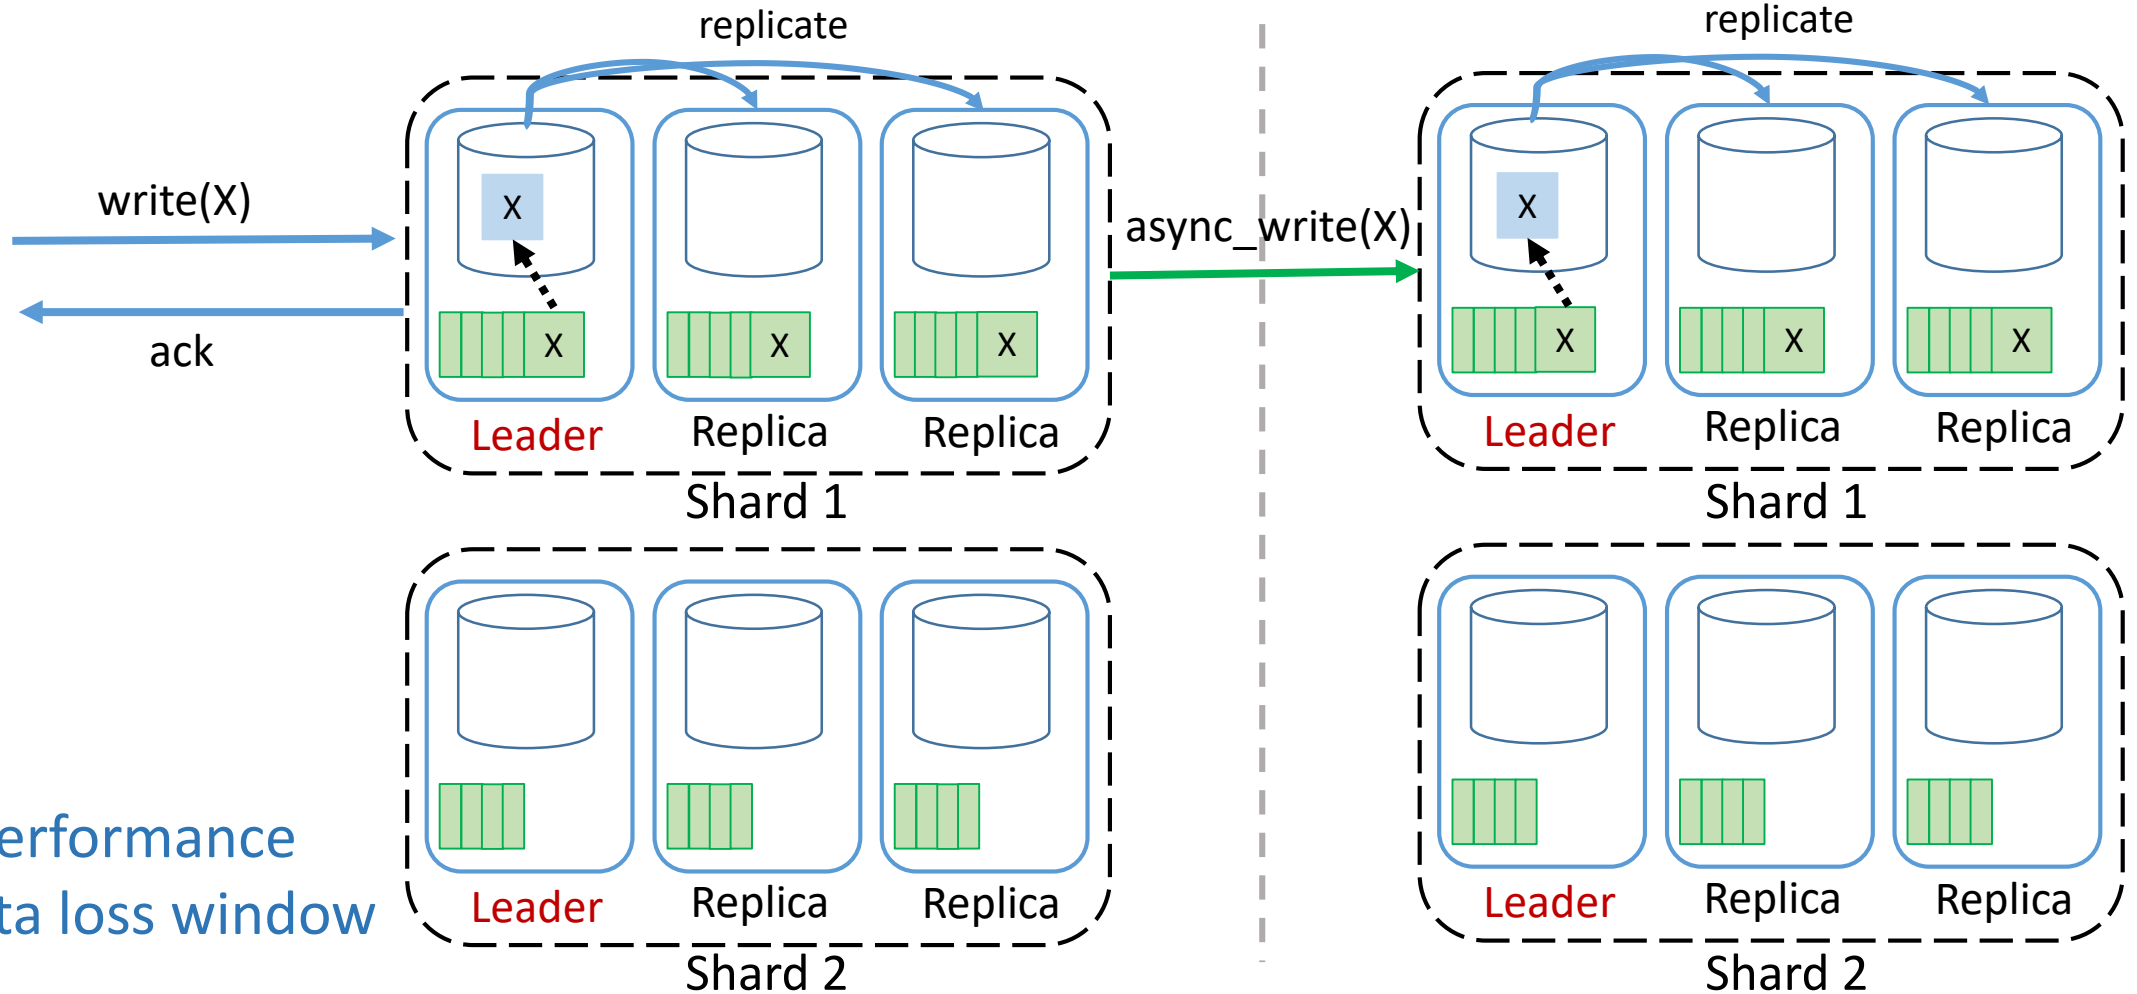 replicate
replicate
write(X)
X
X
async_write(X)
ack
X
X
X
X
X
X
Leader
Replica
Replica
Leader
Replica
Replica
Shard 1
Shard 1
erformance
ta loss window
Leader
Replica
Replica
Leader
Replica
Replica
Shard 2
Shard 2